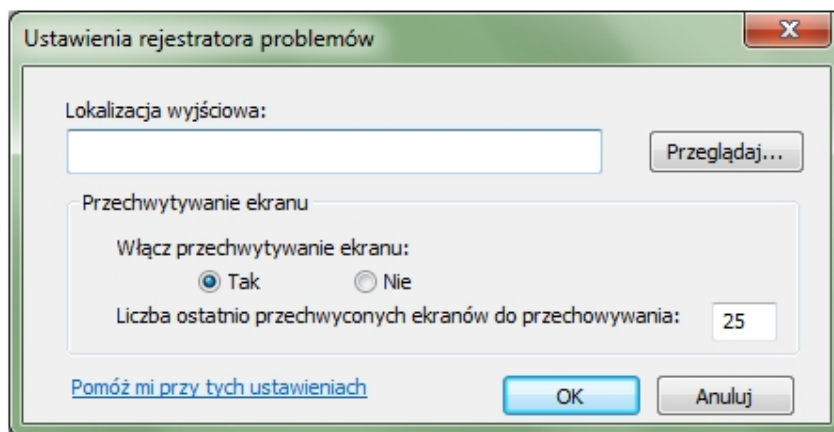 Ustawienia rejestratora problemów
Lokalizacja wyjściowa:
Przeglądaj...
Przechwytywanie ekranu
Włącz przechwytywanie ekranu:
Tak Nie
Liczba ostatnio przechwyconych ekranów do przechowywania: 25
Pomóż mi przy tych ustawieniach OK Anuluj